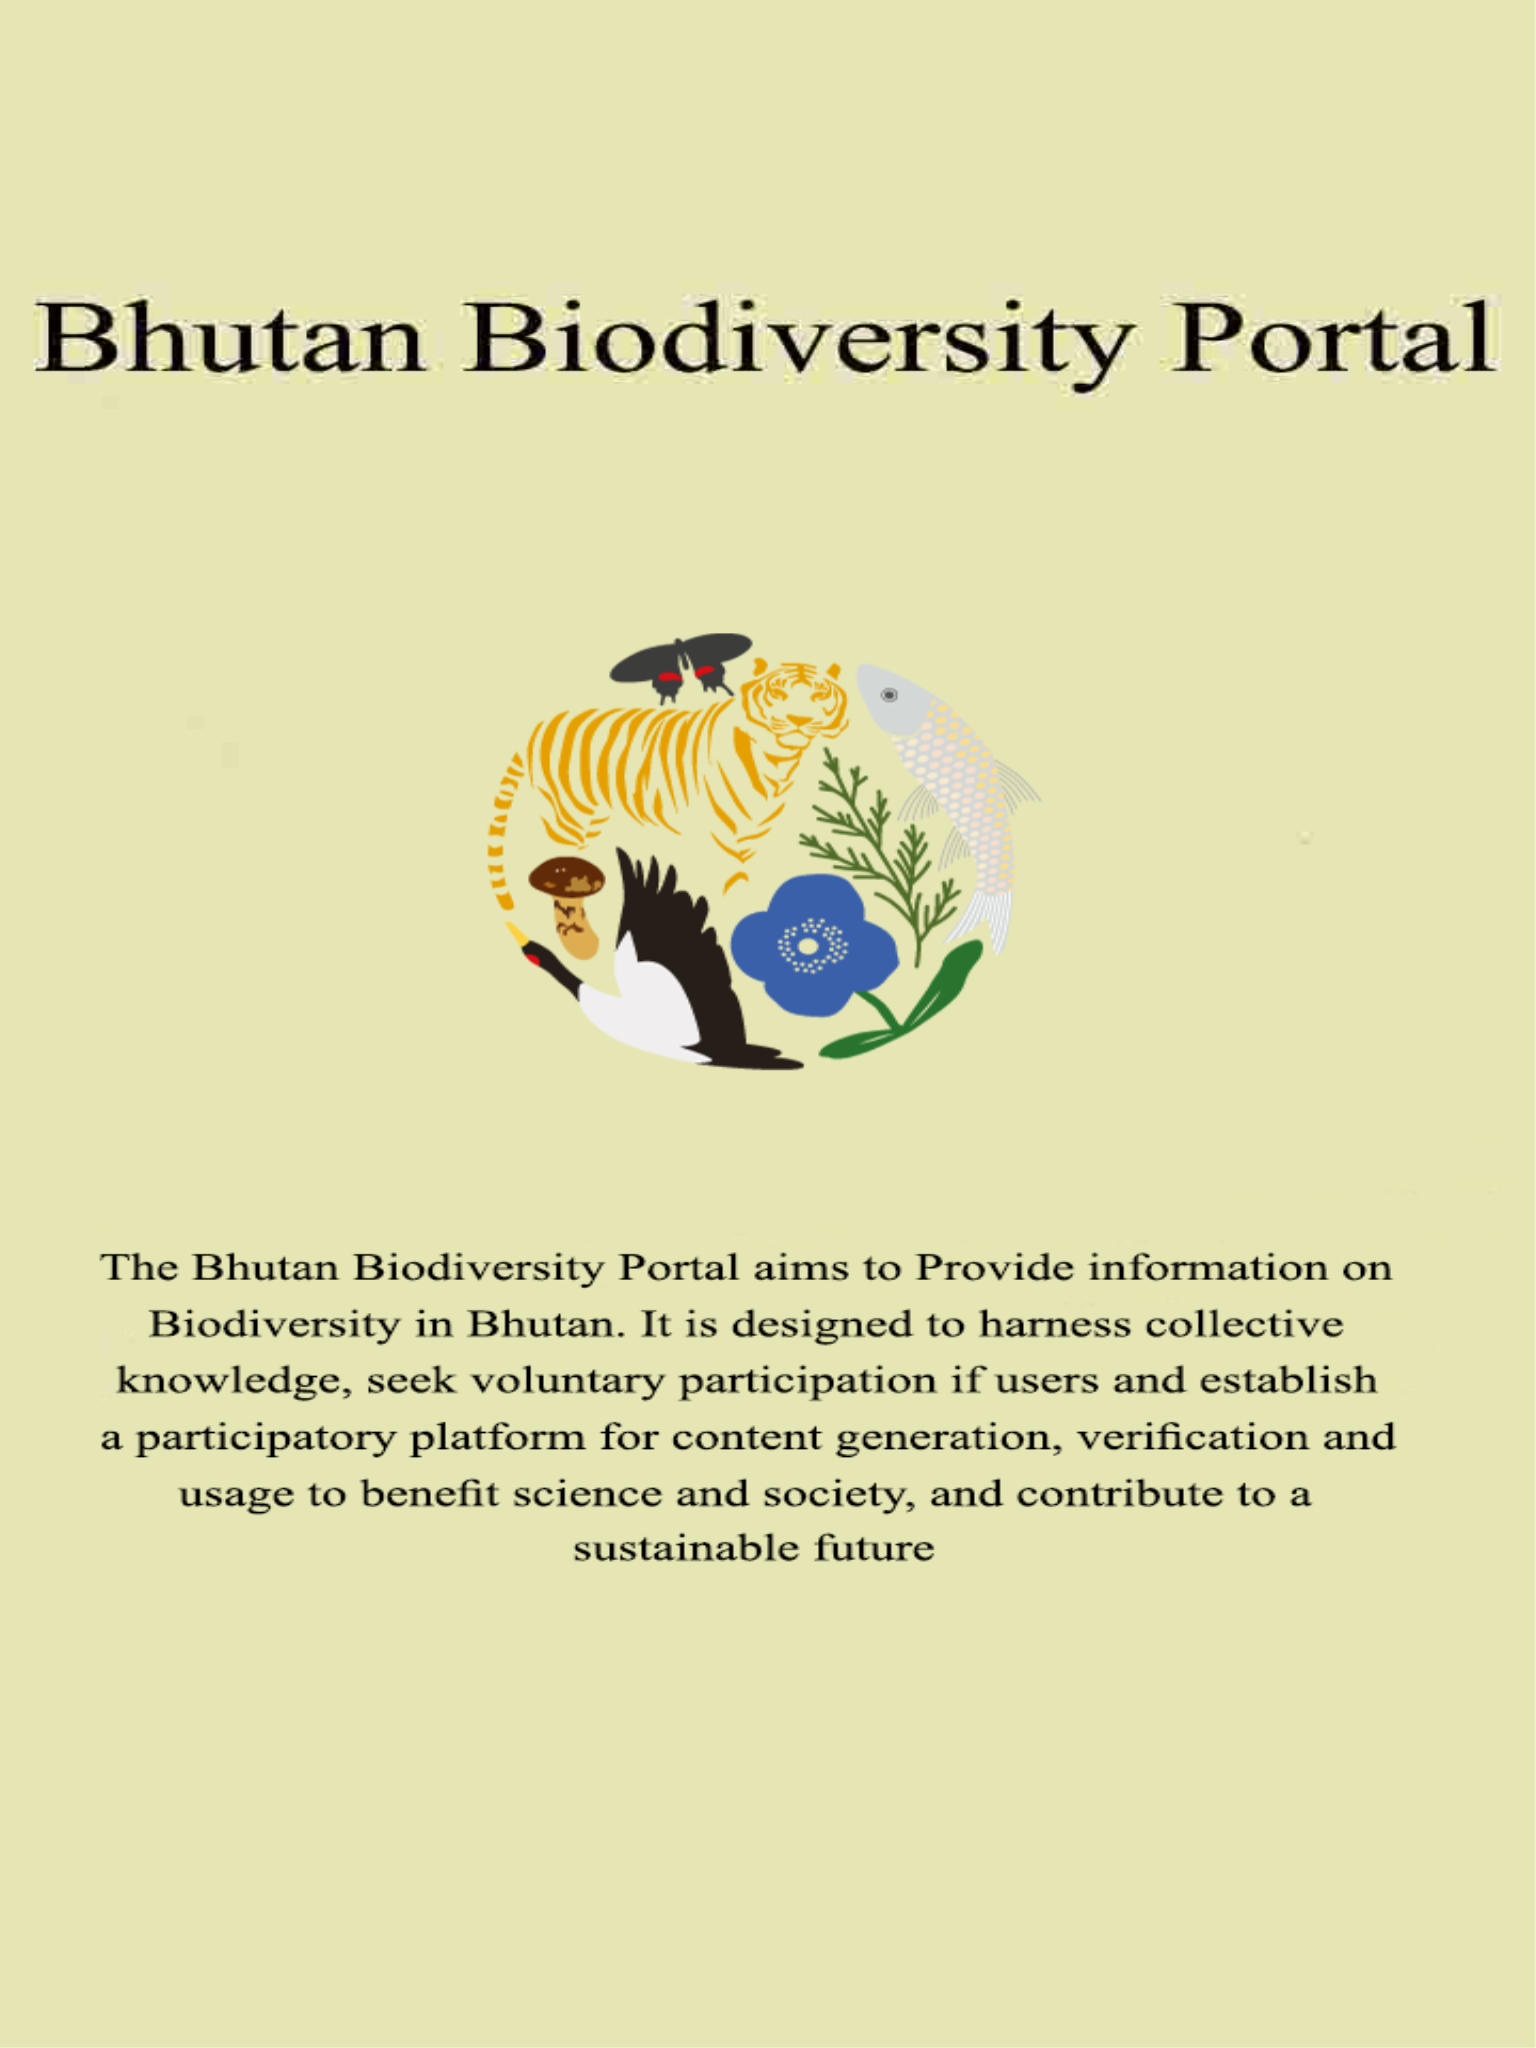 Bhutan Biodiversity Portal
The Bhutan Biodiversity Portal aims to Provide information on
Biodiversity in Bhutan. It is designed to harness collective
knowledge, seek voluntary participation if users and establish
a participatory platform for content generation, verification and
usage to benefit science and society, and contribute to a
sustainable future